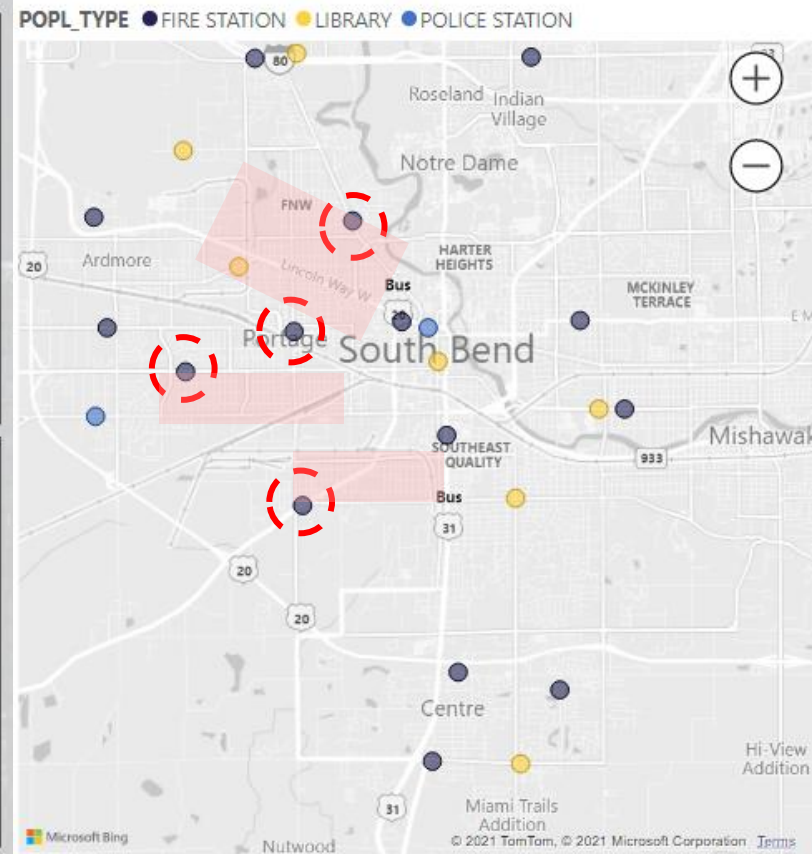 POPL_TYPE FIRE STATION LIBRARY POLICE STATION
80
Roseland
Indian
Village
Notre Dame
FNW
20
Ardmore
HARTER
HEIGHTS
Lincoln Way W
Bus
MCKINLEY
TERRACE
E M
Portage
South Bend
Mishawak
SOUTHEAST
QUALITY
933
Bus
31
20
20
Centre
Hi-View
Addition
31
Miami Trails
Addition
Nutwood
Microsoft Bing
© 2021 TomTom, © 2021 Microsoft Corporation Terms